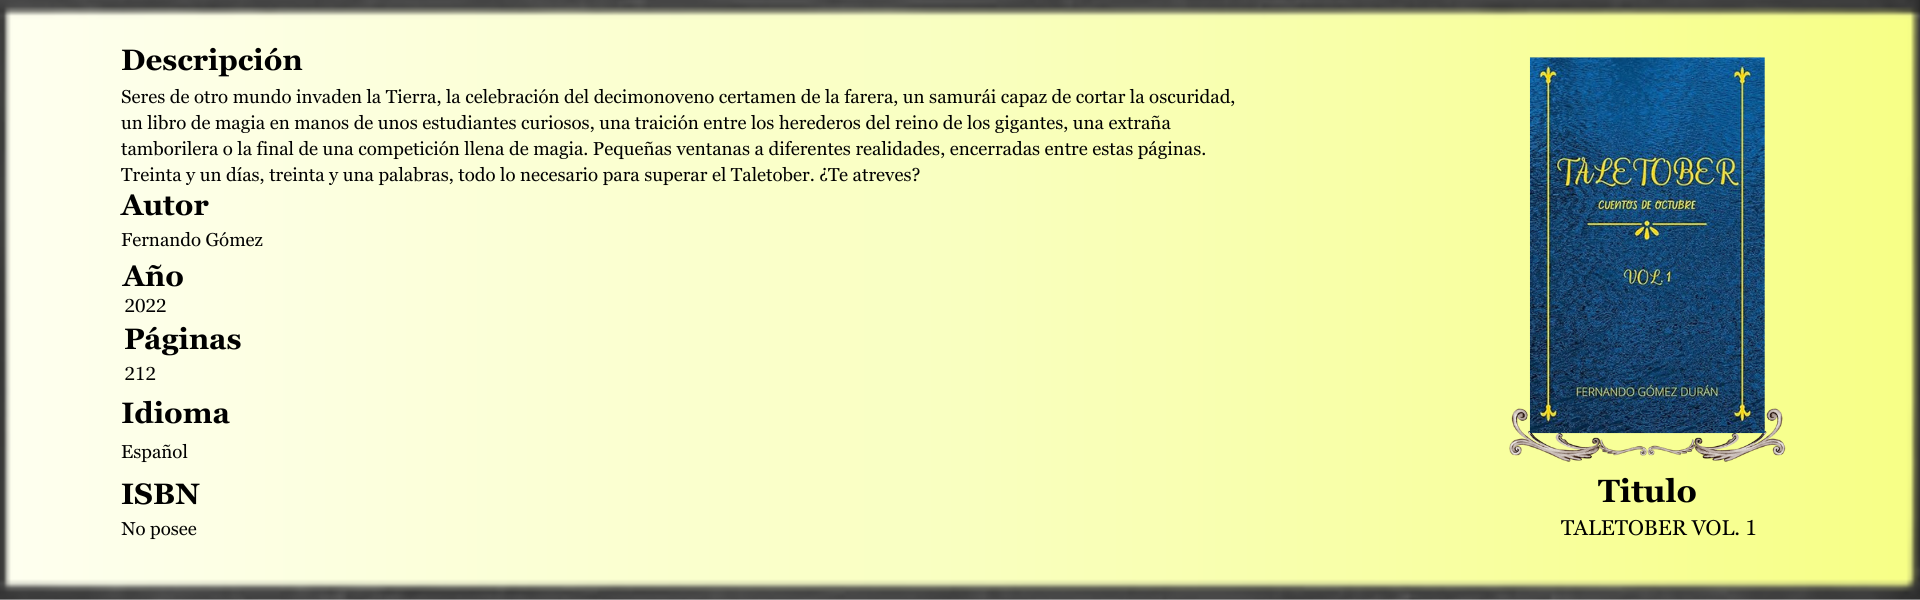 Descripción
Seres de otro mundo invaden la Tierra, la celebración del decimonoveno certamen de la farera, un samurái capaz de cortar la oscuridad,
un libro de magia en manos de unos estudiantes curiosos, una traición entre los herederos del reino de los gigantes, una extraña
tamborilera o la final de una competición llena de magia. Pequeñas ventanas a diferentes realidades, encerradas entre estas páginas.
Treinta y un días, treinta y una palabras, todo lo necesario para superar el Taletober. ¿Te atreves?
Autor
Fernando Gómez
Año
2022
Páginas
212
Idioma
Español
ISBN
No posee
TALETOBER
CUENTOS DE OCTUBRE
VOL 1
FERNANDO GÓMEZ DURÁN
Titulo
TALETOBER VOL. 1